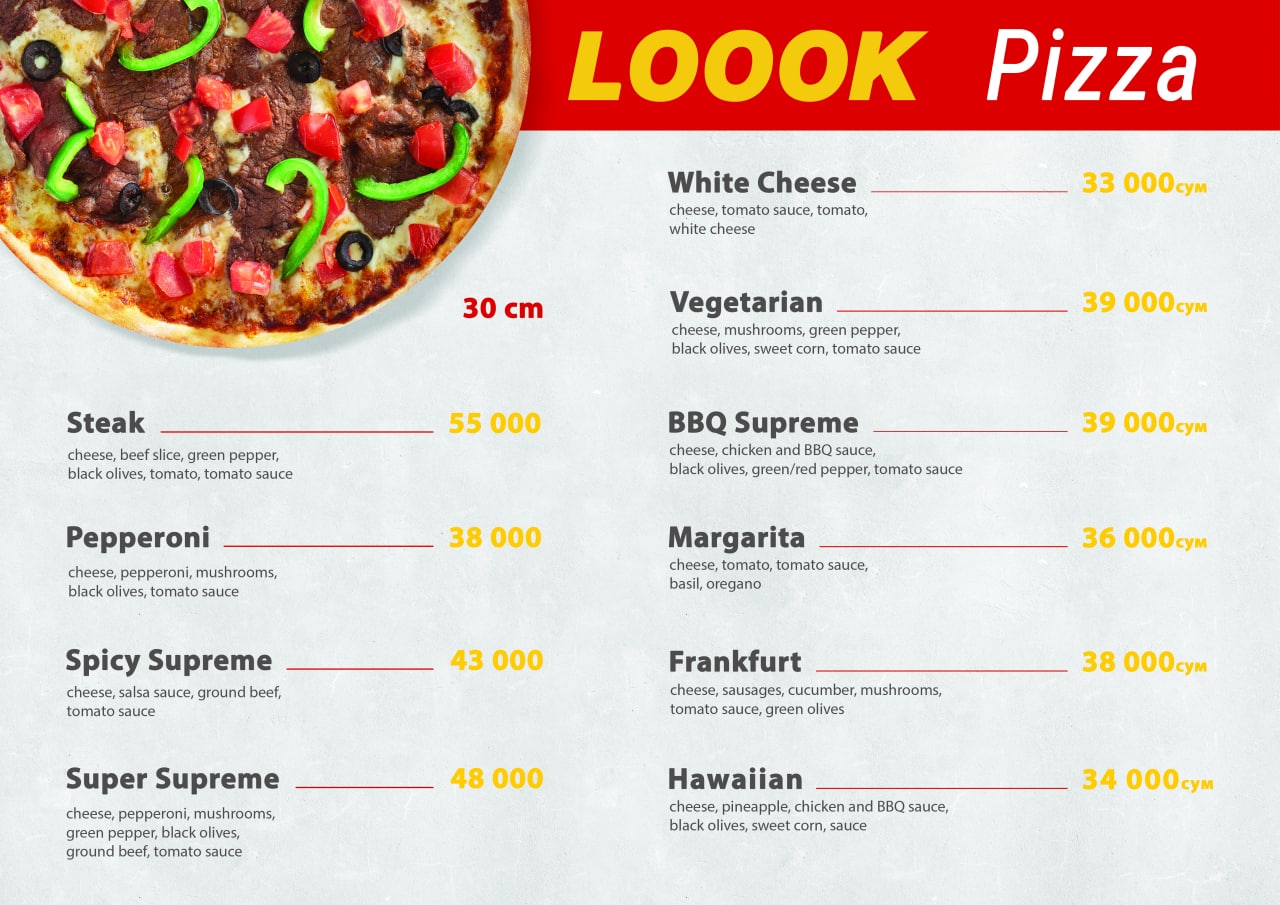 LOOOK Pizza
30 cm
Steak 55 000
cheese, beef slice, green pepper,
black olives, tomato, tomato sauce
Pepperoni 38 000
cheese, pepperoni, mushrooms,
black olives, tomato sauce
Spicy Supreme 43 000
cheese, salsa sauce, ground beef,
tomato sauce
Super Supreme 48 000
cheese, pepperoni, mushrooms,
green pepper, black olives,
ground beef, tomato sauce
White Cheese 33 000сум
cheese, tomato sauce, tomato,
white cheese
Vegetarian 39 000сум
cheese, mushrooms, green pepper,
black olives, sweet corn, tomato sauce
BBQ Supreme 39 000сум
cheese, chicken and BBQ sauce,
black olives, green/red pepper, tomato sauce
Margarita 36 000сум
cheese, tomato, tomato sauce,
basil, oregano
Frankfurt 38 000сум
cheese, sausages, cucumber, mushrooms,
tomato sauce, green olives
Hawaiian 34 000сум
cheese, pineapple, chicken and BBQ sauce,
black olives, sweet corn, sauce